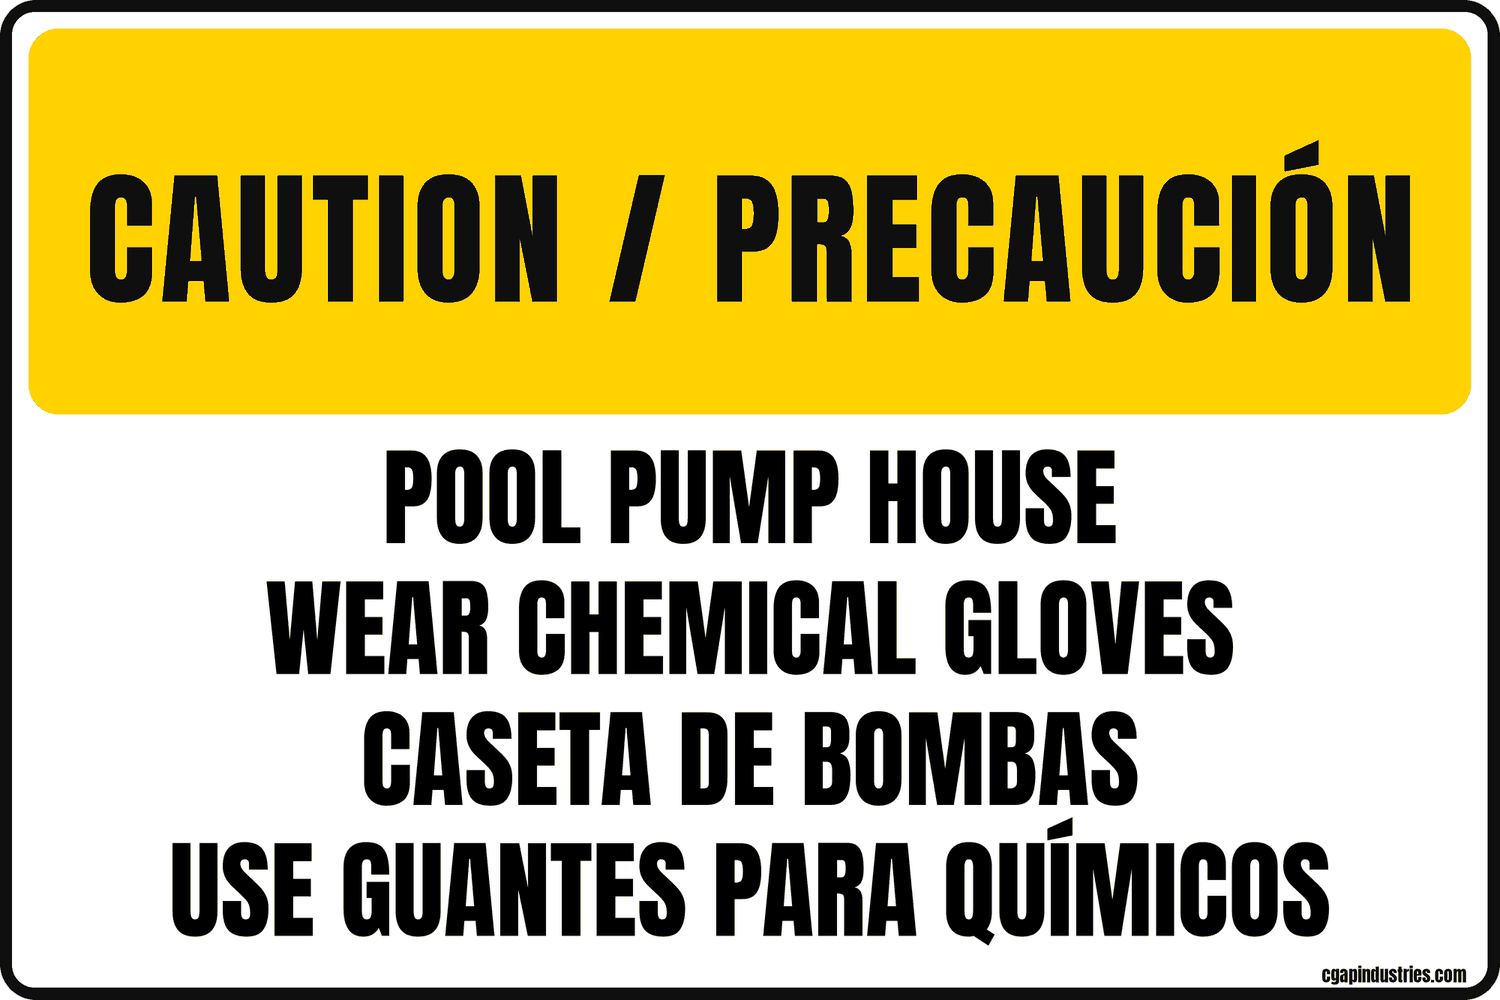 CAUTION / PRECAUCIÓN
POOL PUMP HOUSE
WEAR CHEMICAL GLOVES
CASETA DE BOMBAS
USE GUANTES PARA QUÍMICOS
cgapindustries.com